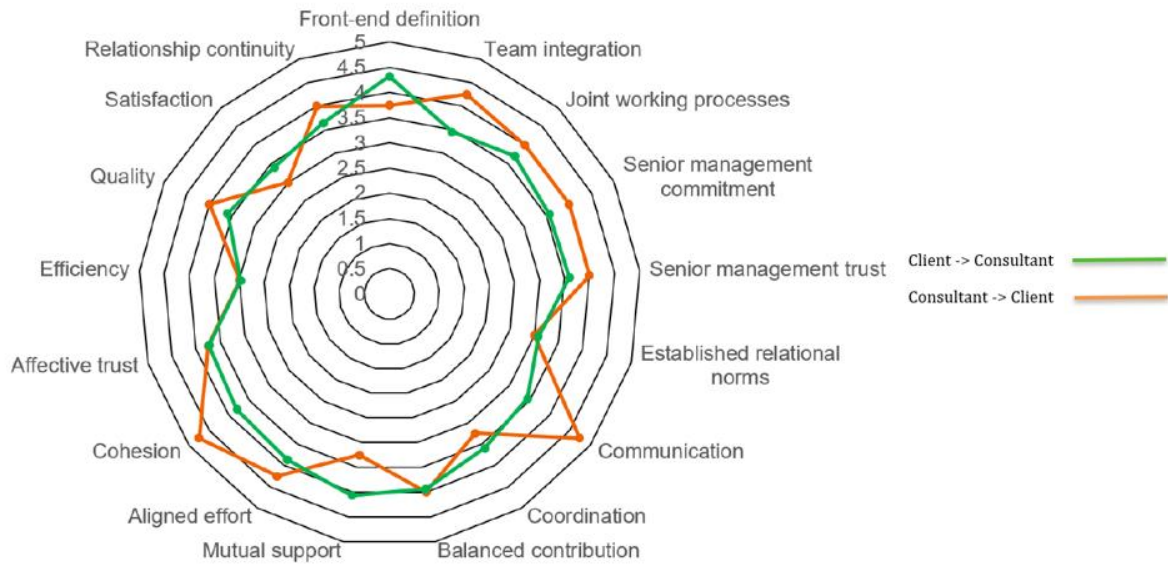 Front-end definition
Relationship continuity
Team integration
Satisfaction
Joint working processes
Quality
Senior management
commitment
Efficiency
Senior management trust
Affective trust
Established relational
norms
Cohesion
Communication
Aligned effort
Coordination
Mutual support
Balanced contribution
5
4.5
4
3.5
3
2.5
2
1.5
1
0.5
0
Client -> Consultant
Consultant -> Client